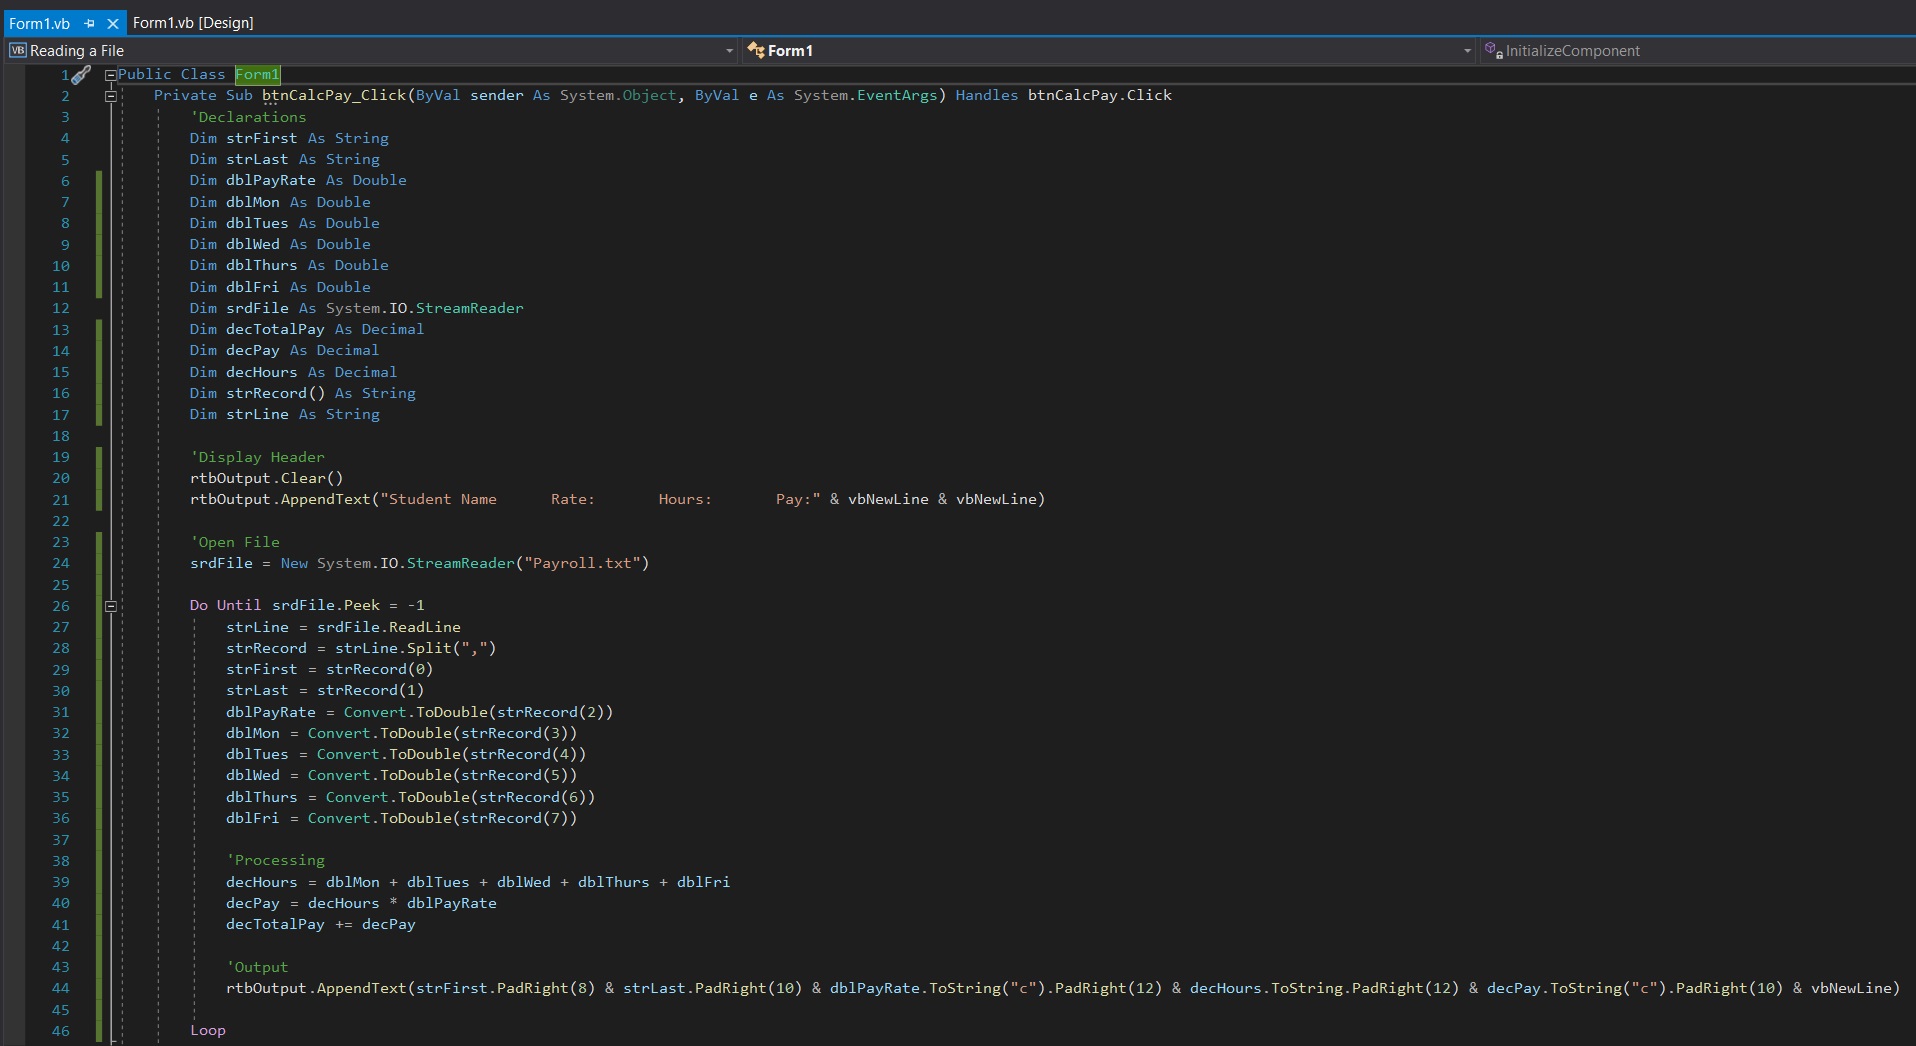 Form1.vb Form1.vb [Design]
VB Reading a File Form1 InitializeComponent
1 Public Class Form1
2 Private Sub btnCalcPay_Click(ByVal sender As System.Object, ByVal e As System.EventArgs) Handles btnCalcPay.Click
3 'Declarations
4 Dim strFirst As String
5 Dim strLast As String
6 Dim dblPayRate As Double
7 Dim dblMon As Double
8 Dim dblTues As Double
9 Dim dblWed As Double
10 Dim dblThurs As Double
11 Dim dblFri As Double
12 Dim srdFile As System.IO.StreamReader
13 Dim decTotalPay As Decimal
14 Dim decPay As Decimal
15 Dim decHours As Decimal
16 Dim strRecord() As String
17 Dim strLine As String
18
19 'Display Header
20 rtbOutput.Clear()
21 rtbOutput.AppendText("Student Name      Rate:       Hours:       Pay:" & vbNewLine & vbNewLine)
22
23 'Open File
24 srdFile = New System.IO.StreamReader("Payroll.txt")
25
26 Do Until srdFile.Peek = -1
27 strLine = srdFile.ReadLine
28 strRecord = strLine.Split(",")
29 strFirst = strRecord(0)
30 strLast = strRecord(1)
31 dblPayRate = Convert.ToDouble(strRecord(2))
32 dblMon = Convert.ToDouble(strRecord(3))
33 dblTues = Convert.ToDouble(strRecord(4))
34 dblWed = Convert.ToDouble(strRecord(5))
35 dblThurs = Convert.ToDouble(strRecord(6))
36 dblFri = Convert.ToDouble(strRecord(7))
37
38 'Processing
39 decHours = dblMon + dblTues + dblWed + dblThurs + dblFri
40 decPay = decHours * dblPayRate
41 decTotalPay += decPay
42
43 'Output
44 rtbOutput.AppendText(strFirst.PadRight(8) & strLast.PadRight(10) & dblPayRate.ToString("c").PadRight(12) & decHours.ToString.PadRight(12) & decPay.ToString("c").PadRight(10) & vbNewLine)
45
46 Loop